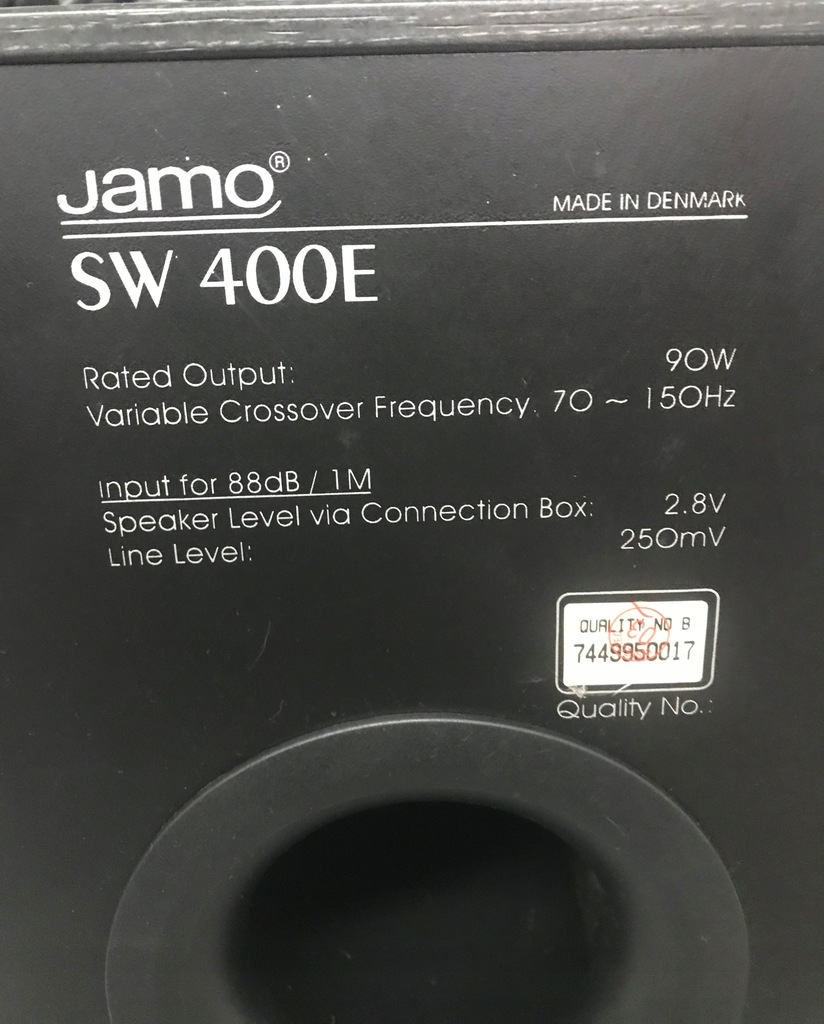 Jamo®
MADE IN DENMARK
SW 400E
Rated Output: 90W
Variable Crossover Frequency. 70 ~ 150Hz
Input for 88dB / 1M
Speaker Level via Connection Box: 2.8V
Line Level: 250mV
QUALITY NO B
7449950017
Quality No.: